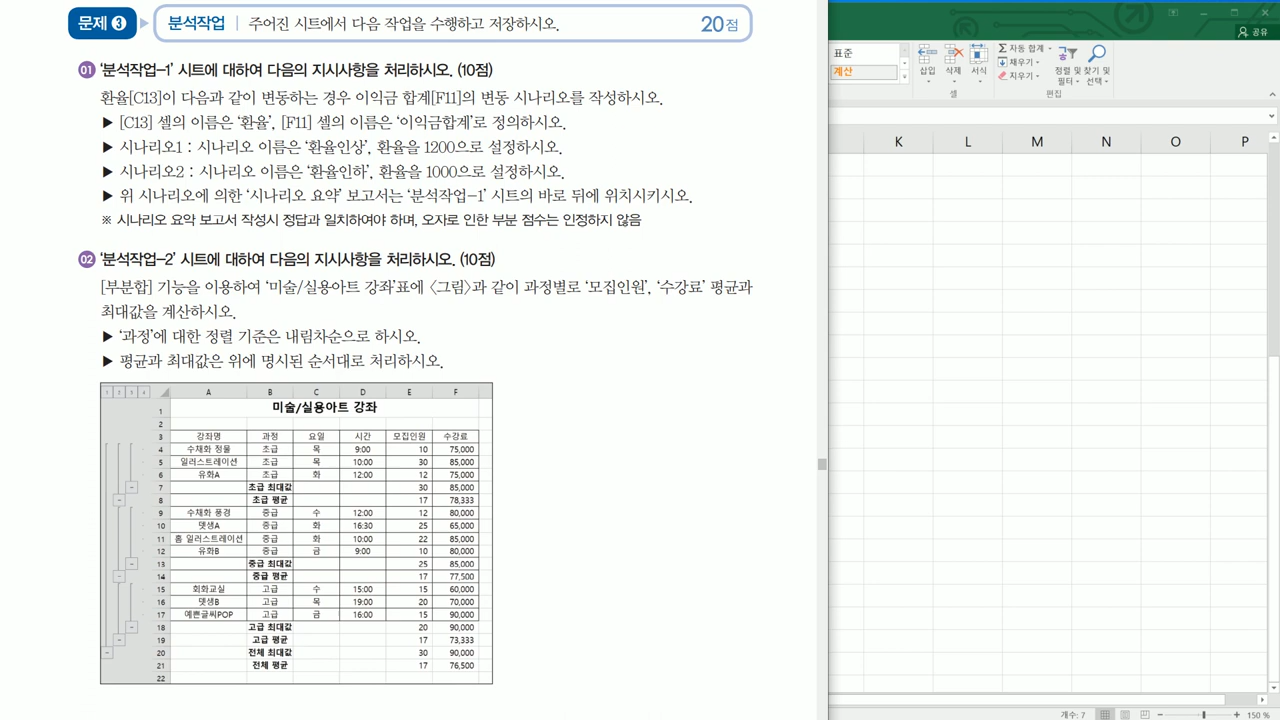 문제 3 분석작업 주어진 시트에서 다음 작업을 수행하고 저장하시오. 20점
01 '분석작업-1' 시트에 대하여 다음의 지시사항을 처리하시오. (10점)
환율[C13]이 다음과 같이 변동하는 경우 이익금 합계[F11]의 변동 시나리오를 작성하시오.
▶ [C13] 셀의 이름은 '환율', [F11] 셀의 이름은 '이익금합계'로 정의하시오.
▶ 시나리오1 : 시나리오 이름은 '환율인상', 환율을 1200으로 설정하시오.
▶ 시나리오2 : 시나리오 이름은 '환율인하', 환율을 1000으로 설정하시오.
▶ 위 시나리오에 의한 '시나리오 요약' 보고서는 '분석작업-1' 시트의 바로 뒤에 위치시키시오.
※ 시나리오 요약 보고서 작성시 정답과 일치하여야 하며, 오자로 인한 부분 점수는 인정하지 않음
02 '분석작업-2' 시트에 대하여 다음의 지시사항을 처리하시오. (10점)
[부분합] 기능을 이용하여 '미술/실용아트 강좌'표에 〈그림〉과 같이 과정별로 '모집인원', '수강료' 평균과
최대값을 계산하시오.
▶ '과정'에 대한 정렬 기준은 내림차순으로 하시오.
▶ 평균과 최대값은 위에 명시된 순서대로 처리하시오.
1 2 3 4 A B C D E F
1 미술/실용아트 강좌
2
3 강좌명 과정 요일 시간 모집인원 수강료
4 수채화 정물 초급 목 9:00 10 75,000
5 일러스트레이션 초급 목 10:00 30 85,000
6 유화A 초급 화 12:00 12 75,000
7 초급 최대값 30 85,000
8 초급 평균 17 78,333
9 수채화 풍경 중급 수 12:00 12 80,000
10 뎃생A 중급 화 16:30 25 65,000
11 홈 일러스트레이션 중급 화 10:00 22 85,000
12 유화B 중급 금 9:00 10 80,000
13 중급 최대값 25 85,000
14 중급 평균 17 77,500
15 회화교실 고급 수 15:00 15 60,000
16 뎃생B 고급 목 19:00 20 70,000
17 예쁜글씨POP 고급 금 16:00 15 90,000
18 고급 최대값 20 90,000
19 고급 평균 17 73,333
20 전체 최대값 30 90,000
21 전체 평균 17 76,500
22
공유
표준
계산
삽입 삭제 서식
셀
자동 합계
채우기
지우기
정렬 및 필터
찾기 및 선택
편집
K L M N O P
개수: 7
150 %